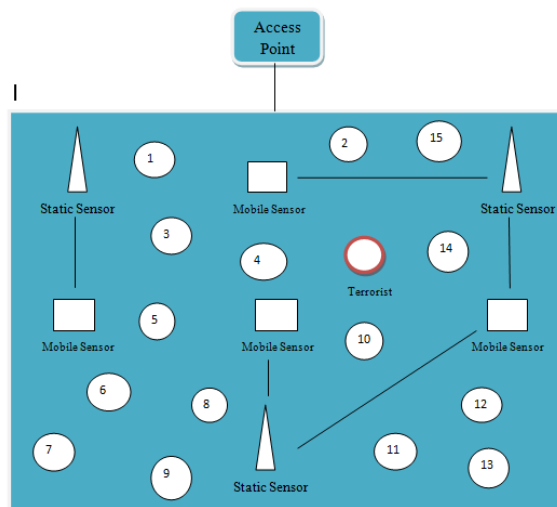 Access
Point
I
1
2
15
Static Sensor
Mobile Sensor
Static Sensor
3
4
14
Terrorist
5
Mobile Sensor
Mobile Sensor
10
Mobile Sensor
6
8
12
7
9
Static Sensor
11
13